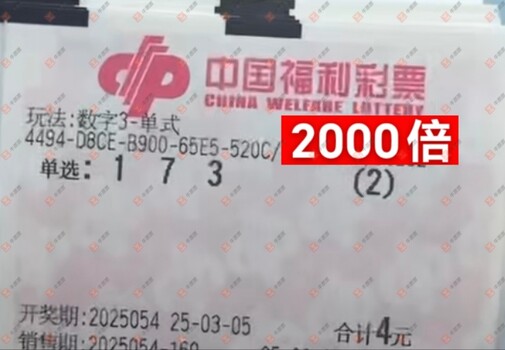 中国福利彩票
CHINA WELFARE LOTTERY
玩法:数字3-单式
4494-D8CE-B900-65E5-520C/
2000倍
单选: 1 7 3 (2)
开奖期:2025054 25-03-05 合计4元
销售期:2025054-160